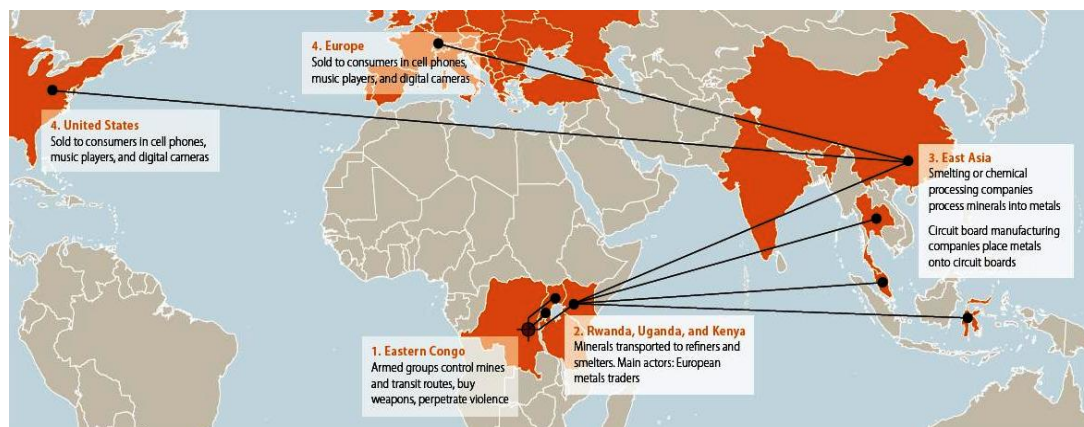 4. Europe
Sold to consumers in cell phones,
music players, and digital cameras
4. United States
Sold to consumers in cell phones,
music players, and digital cameras
3. East Asia
Smelting or chemical
processing companies
process minerals into metals
Circuit board manufacturing
companies place metals
onto circuit boards
2. Rwanda, Uganda, and Kenya
Minerals transported to refiners and
smelters. Main actors: European
metals traders
1. Eastern Congo
Armed groups control mines
and transit routes, buy
weapons, perpetrate violence